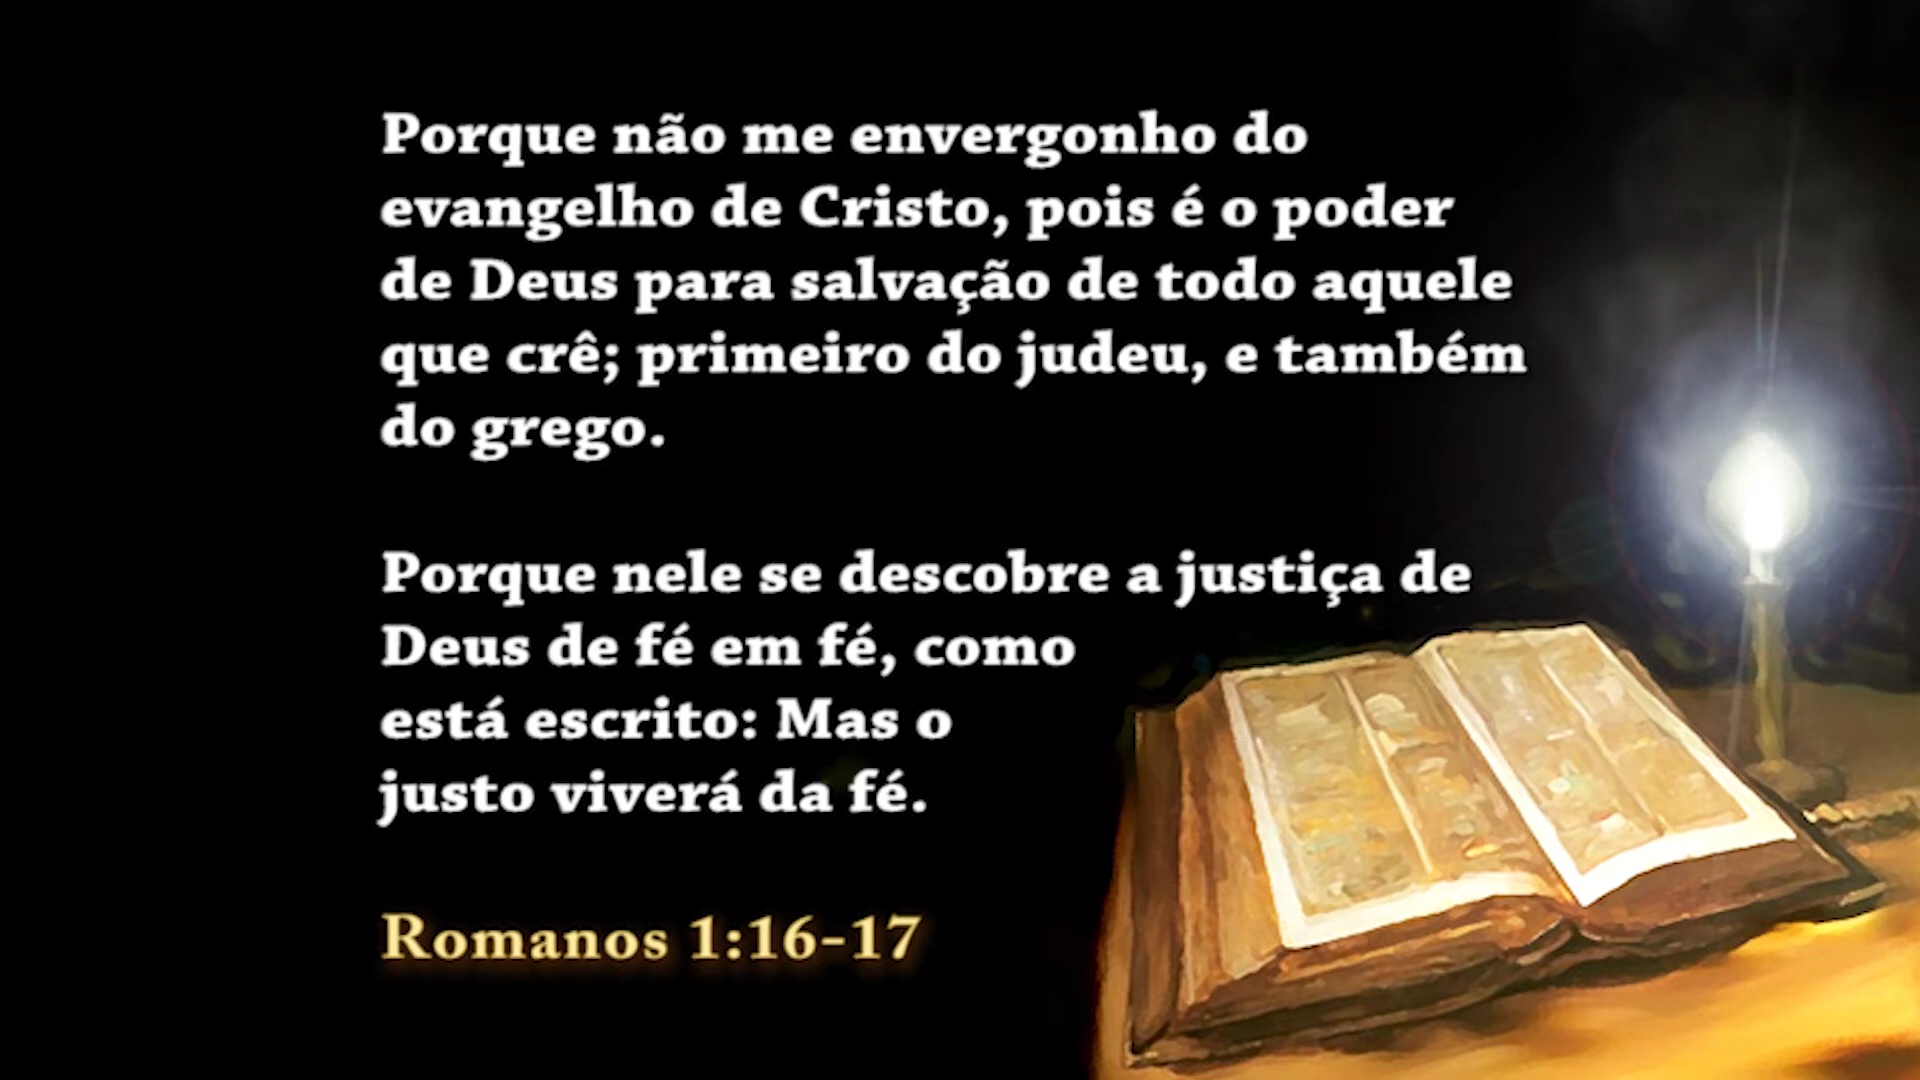 Porque não me envergonho do
evangelho de Cristo, pois é o poder
de Deus para salvação de todo aquele
que crê; primeiro do judeu, e também
do grego.
Porque nele se descobre a justiça de
Deus de fé em fé, como
está escrito: Mas o
justo viverá da fé.
Romanos 1:16-17